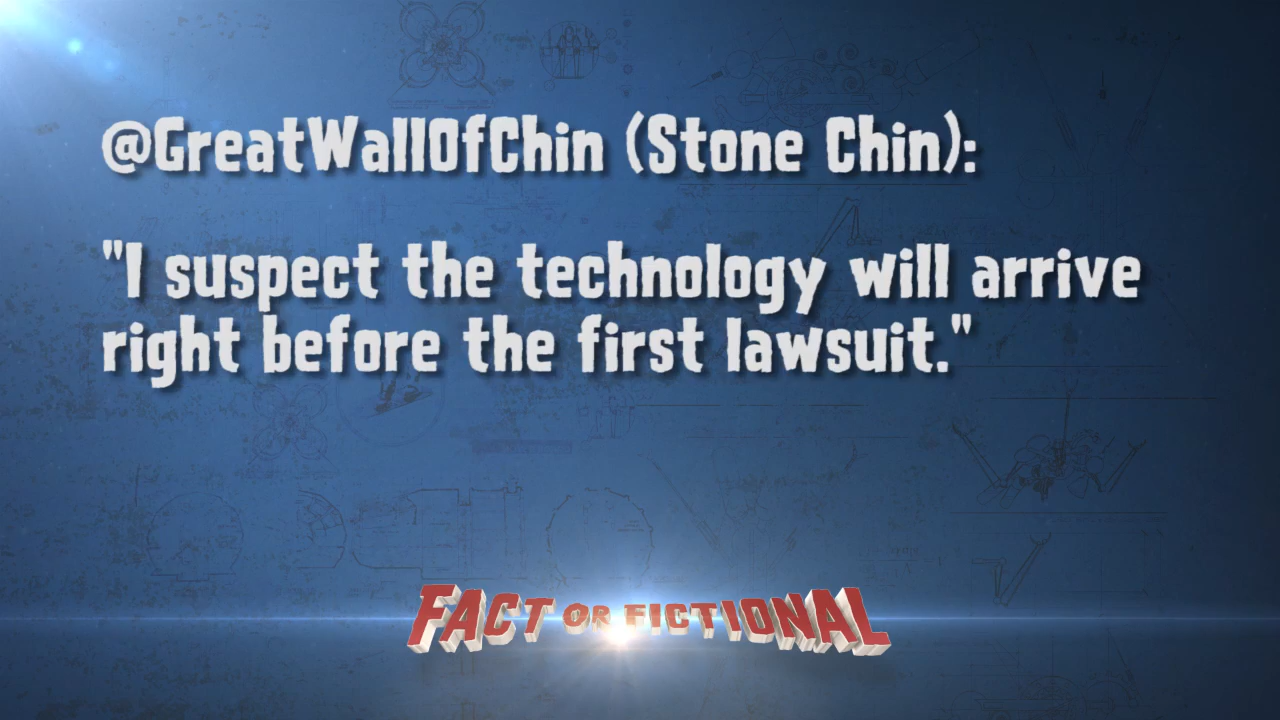 @GreatWallOfChin (Stone Chin):
"I suspect the technology will arrive
right before the first lawsuit."
FACT OR FICTIONAL